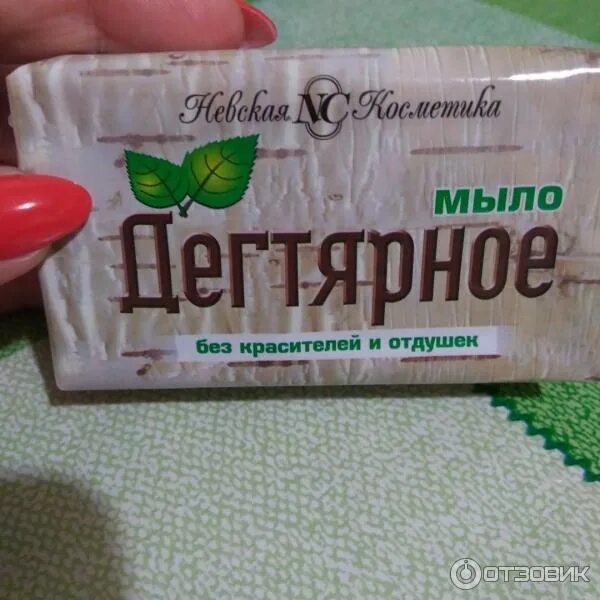 Невская NC Косметика
мыло
Дегтярное
без красителей и отдушек
ОТЗОВИК